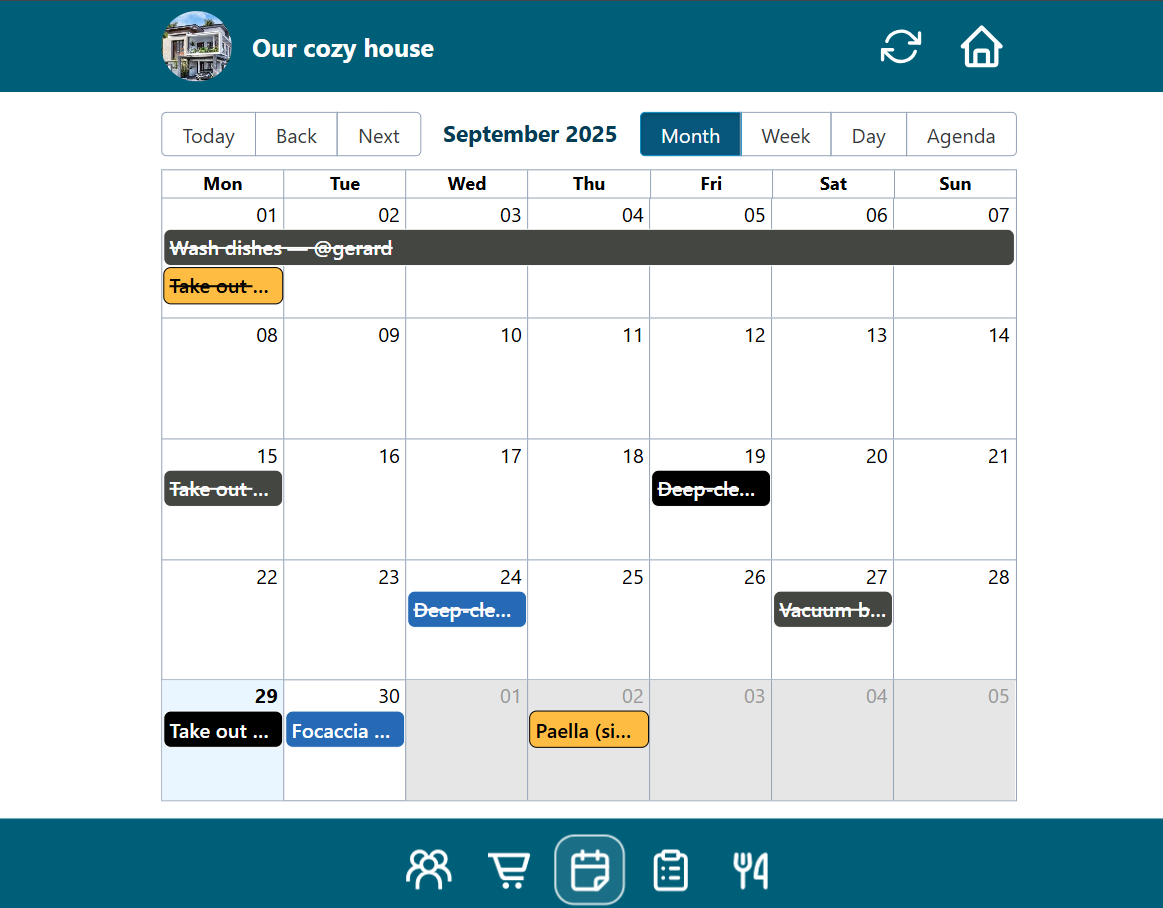 Our cozy house
Today Back Next September 2025 Month Week Day Agenda
Mon Tue Wed Thu Fri Sat Sun
01 02 03 04 05 06 07
Wash dishes — @gerard
Take out ...
08 09 10 11 12 13 14
15 16 17 18 19 20 21
Take out ... Deep-cle...
22 23 24 25 26 27 28
Deep-cle... Vacuum b...
29 30 01 02 03 04 05
Take out ... Focaccia ... Paella (si...